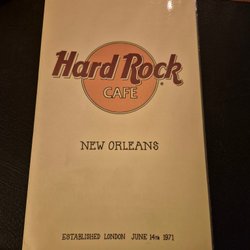 Hard Rock
CAFE®
NEW ORLEANS
ESTABLISHED LONDON JUNE 14TH 1971